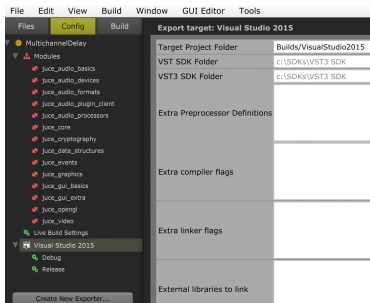 File Edit View Build Window GUI Editor Tools
Files Config Build
Export target: Visual Studio 2015
MultichannelDelay
Modules
juce_audio_basics
juce_audio_devices
juce_audio_formats
juce_audio_plugin_client
juce_audio_processors
juce_core
juce_cryptography
juce_data_structures
juce_events
juce_graphics
juce_gui_basics
juce_gui_extra
juce_opengl
juce_video
Live Build Settings
Visual Studio 2015
Debug
Release
Create New Exporter...
Target Project Folder Builds/VisualStudio2015
VST SDK Folder c:\SDKs\VST3 SDK
VST3 SDK Folder c:\SDKs\VST3 SDK
Extra Preprocessor Definitions
Extra compiler flags
Extra linker flags
External libraries to link